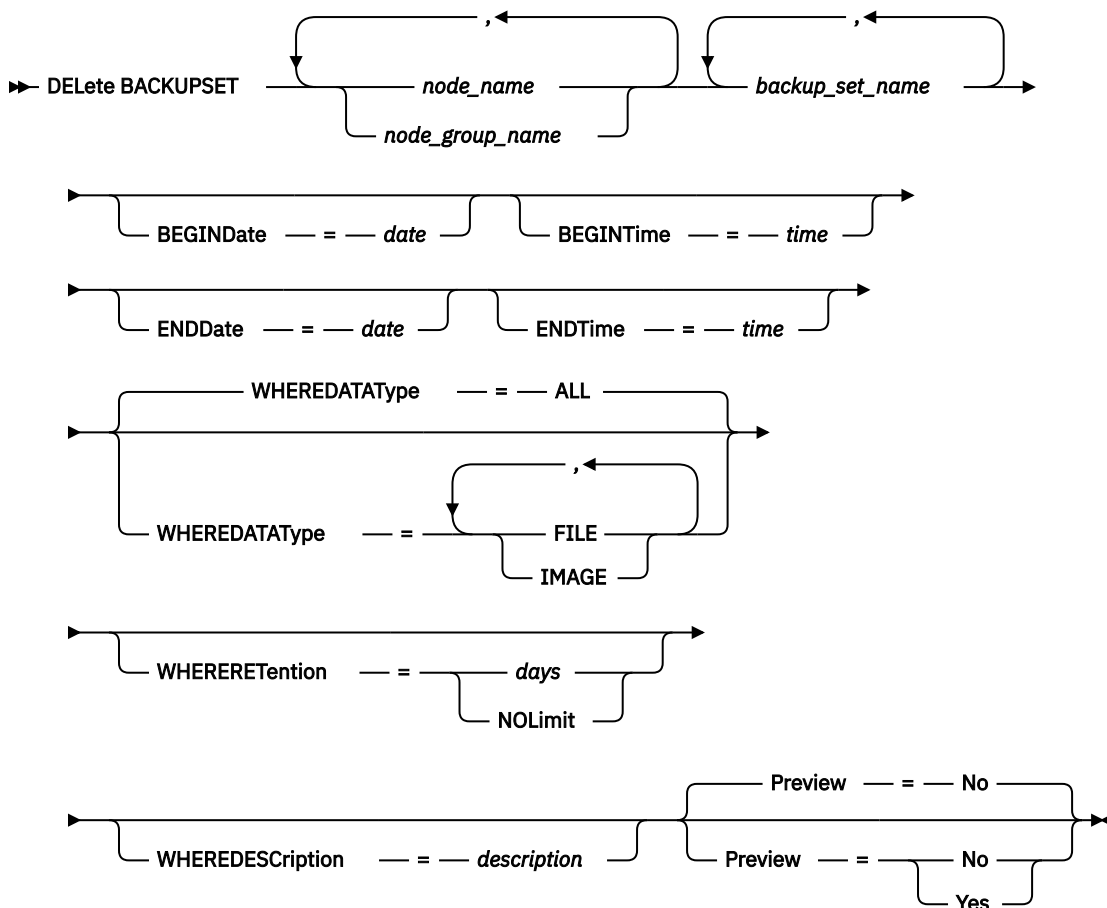 , ,
DELete BACKUPSET node_name backup_set_name
node_group_name
BEGINDate = date BEGINTime = time
ENDDate = date ENDTime = time
WHEREDATAType = ALL
,
WHEREDATAType = FILE
IMAGE
WHERERETention = days
NOLimit
Preview = No
WHEREDESCription = description Preview = No
Yes